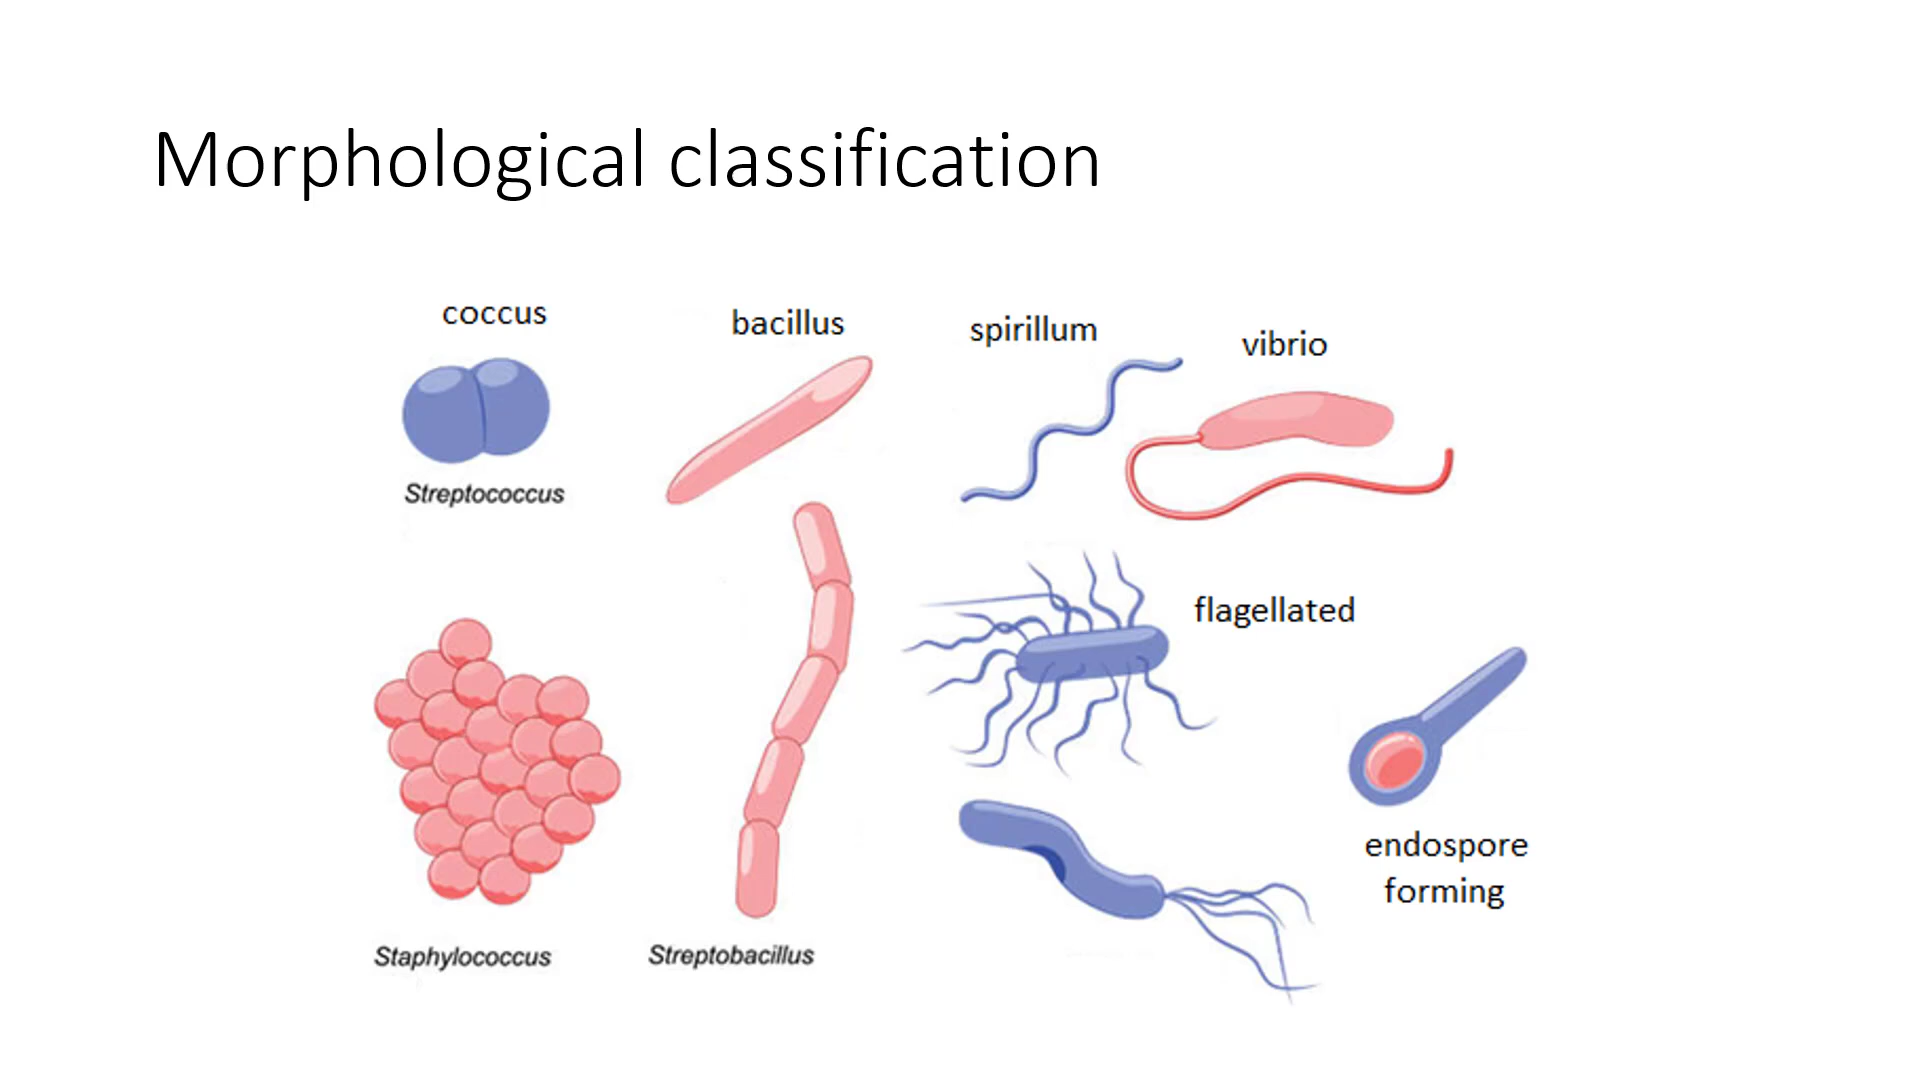 Morphological classification
coccus
bacillus
spirillum
vibrio
Streptococcus
flagellated
endospore
forming
Staphylococcus
Streptobacillus